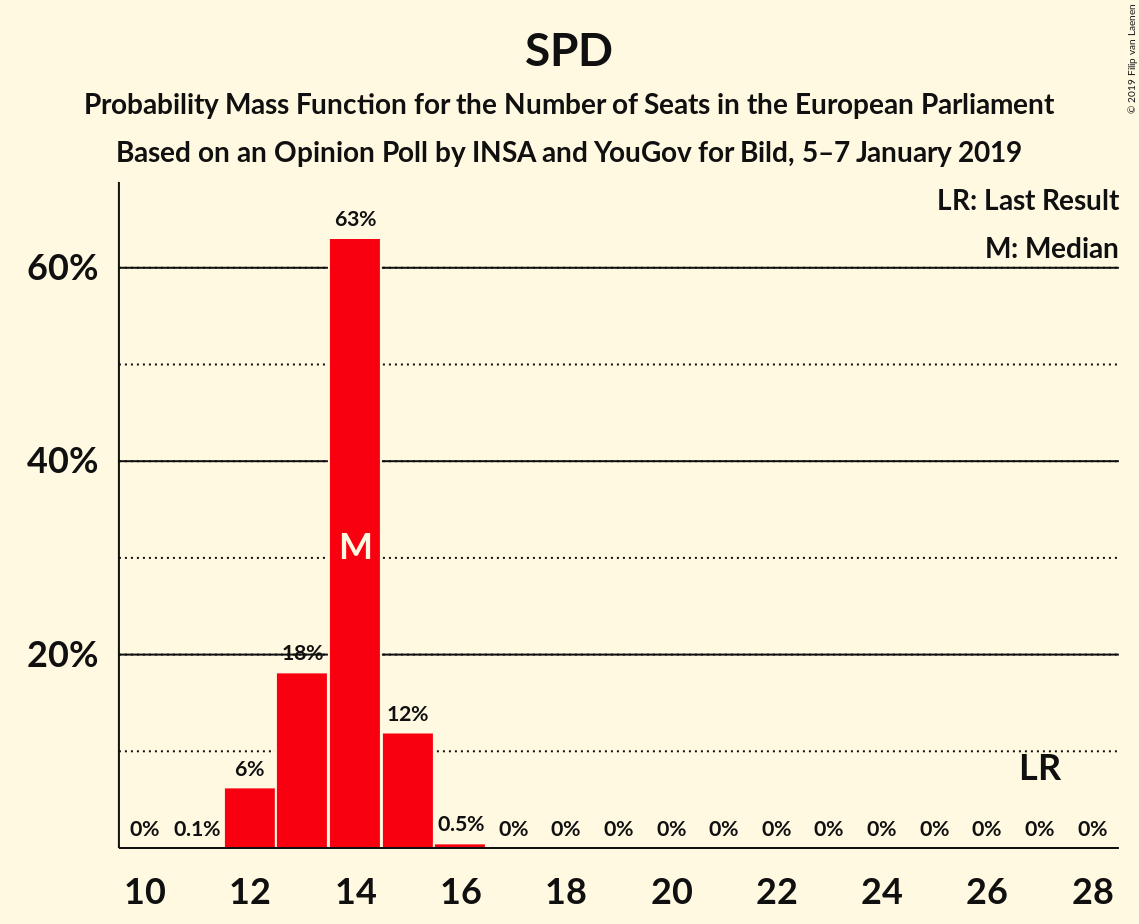 SPD
Probability Mass Function for the Number of Seats in the European Parliament
Based on an Opinion Poll by INSA and YouGov for Bild, 5–7 January 2019
© 2019 Filip van Laenen
LR: Last Result
M: Median
63%
60%
40%
M
20%
18%
12%
LR
6%
0% 0.1% 0.5% 0% 0% 0% 0% 0% 0% 0% 0% 0% 0% 0% 0%
10 12 14 16 18 20 22 24 26 28